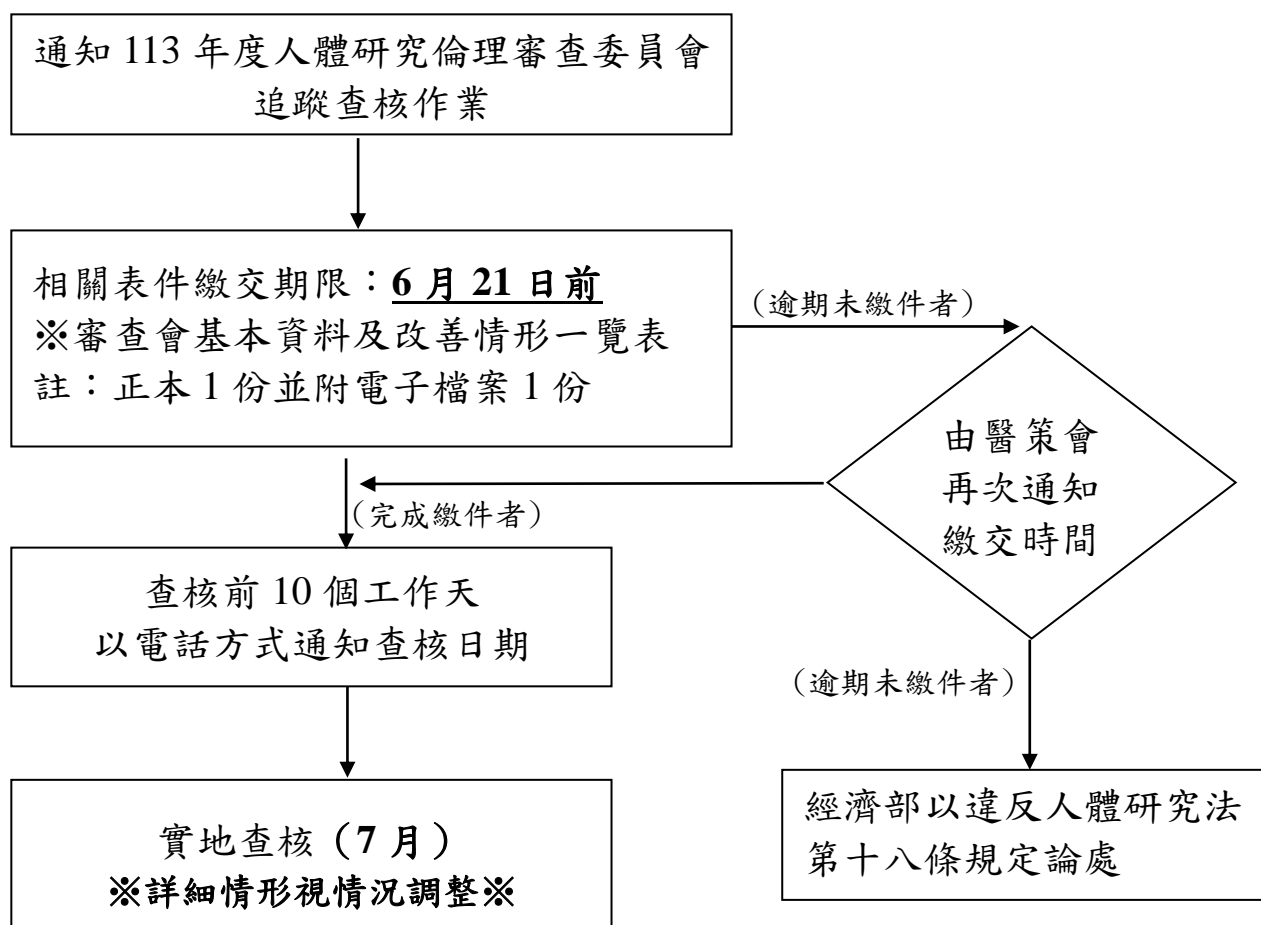 通知 113 年度人體研究倫理審查委員會
追蹤查核作業
相關表件繳交期限：6 月 21 日前
※審查會基本資料及改善情形一覽表
註：正本 1 份並附電子檔案 1 份
（逾期未繳件者）
由醫策會
再次通知
繳交時間
（完成繳件者）
查核前 10 個工作天
以電話方式通知查核日期
（逾期未繳件者）
實地查核（7 月）
※詳細情形視情況調整※
經濟部以違反人體研究法
第十八條規定論處